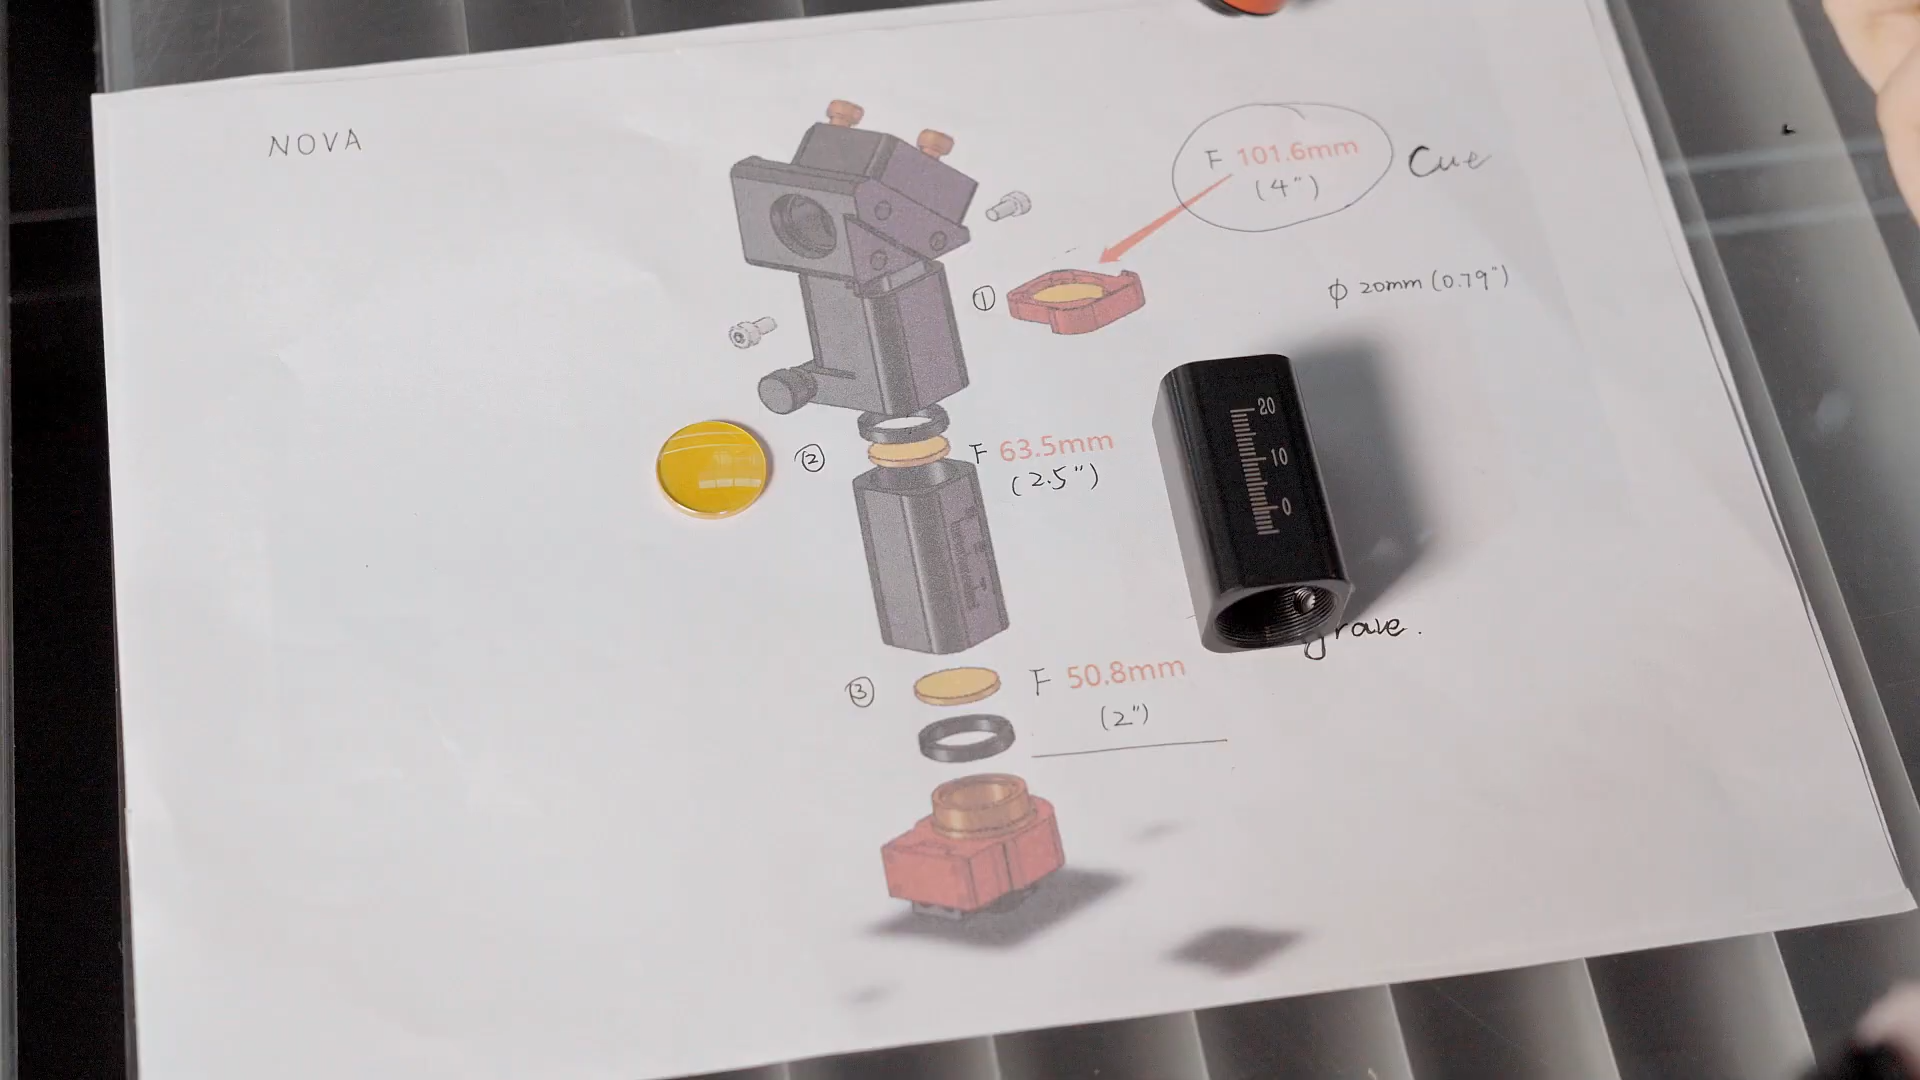 NOVA
F 101.6mm
(4")
Cue
①
φ 20mm (0.79")
②
F 63.5mm
(2.5")
20
10
0
grave.
③
F 50.8mm
(2")